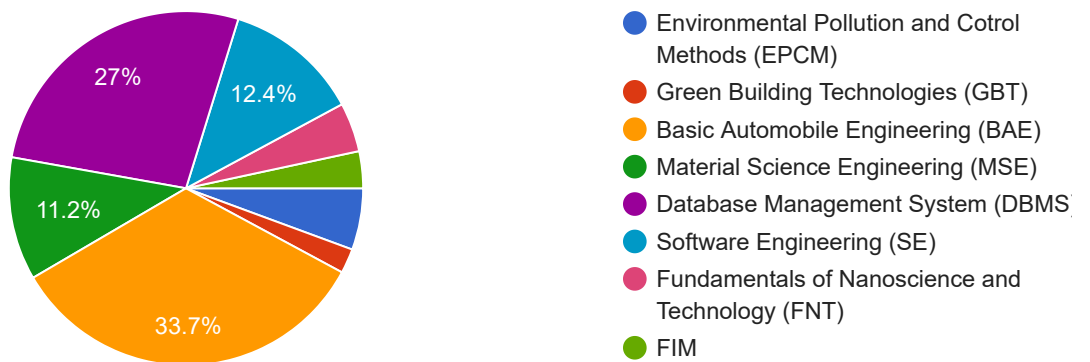 27%
12.4%
11.2%
33.7%
Environmental Pollution and Cotrol
Methods (EPCM)
Green Building Technologies (GBT)
Basic Automobile Engineering (BAE)
Material Science Engineering (MSE)
Database Management System (DBMS)
Software Engineering (SE)
Fundamentals of Nanoscience and
Technology (FNT)
FIM